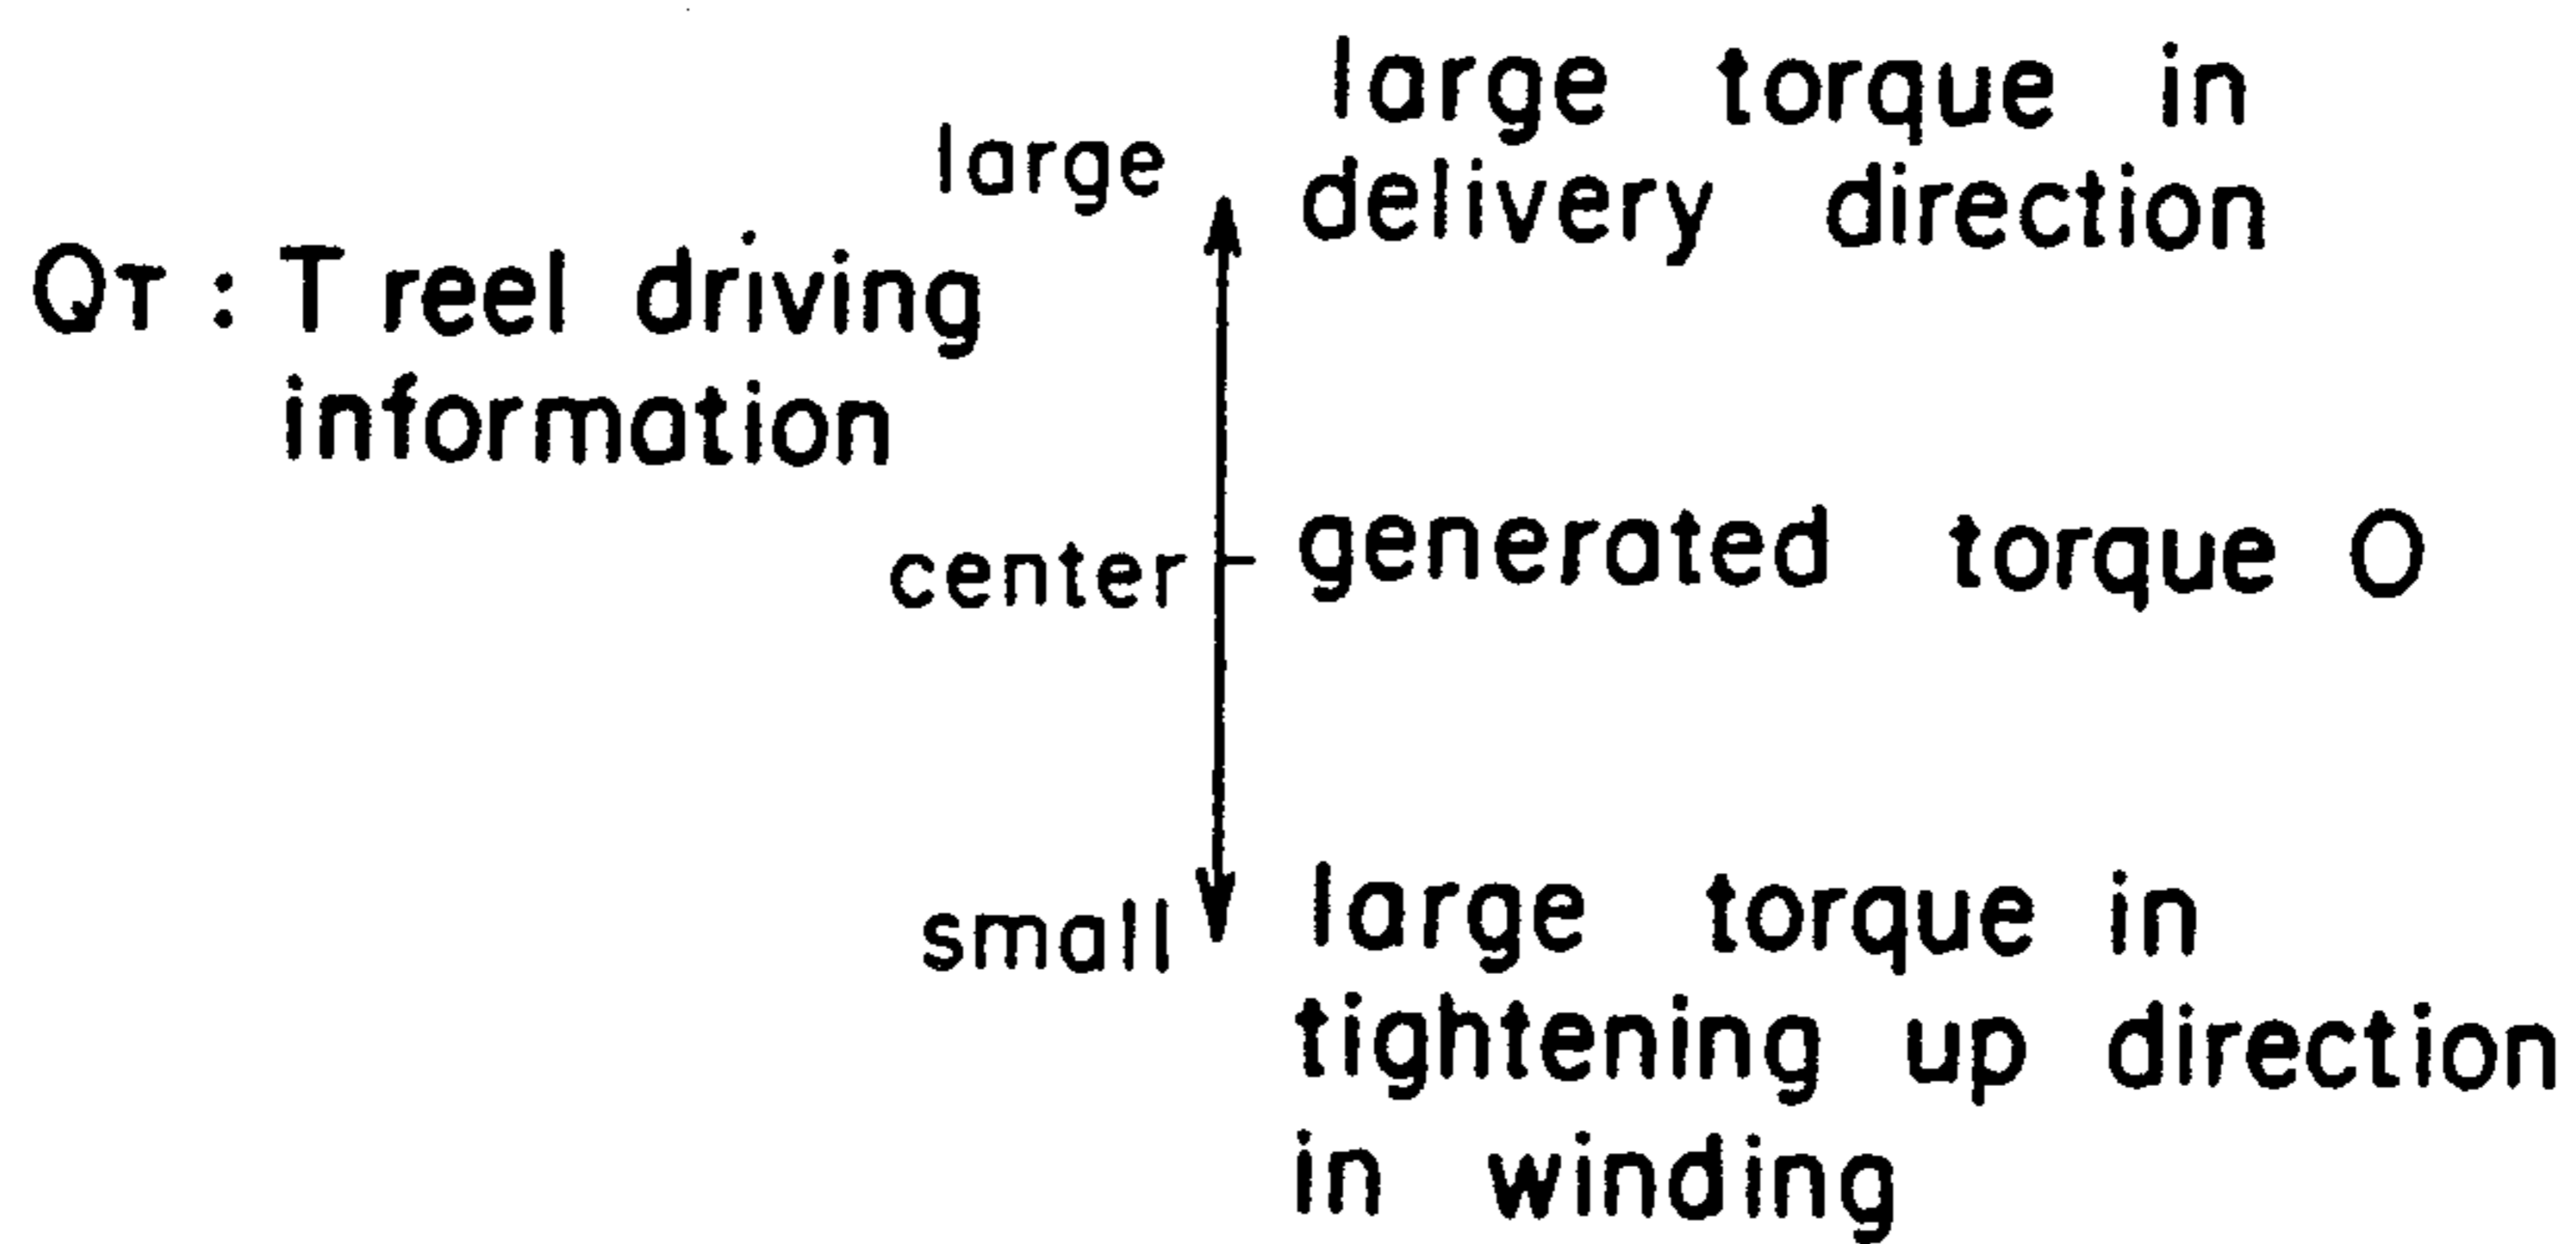 large torque in
large
delivery direction
QT : T reel driving
information
center
generated torque O
small
large torque in
tightening up direction
in winding